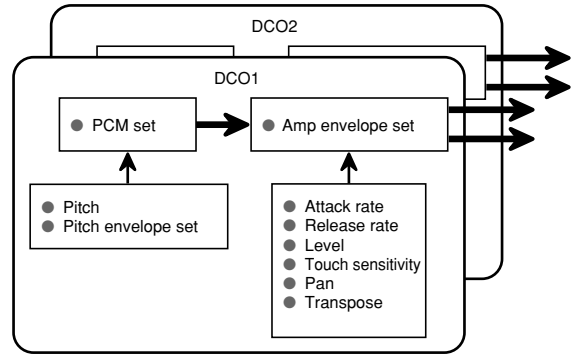 DCO2
DCO1
PCM set
Amp envelope set
Pitch
Pitch envelope set
Attack rate
Release rate
Level
Touch sensitivity
Pan
Transpose